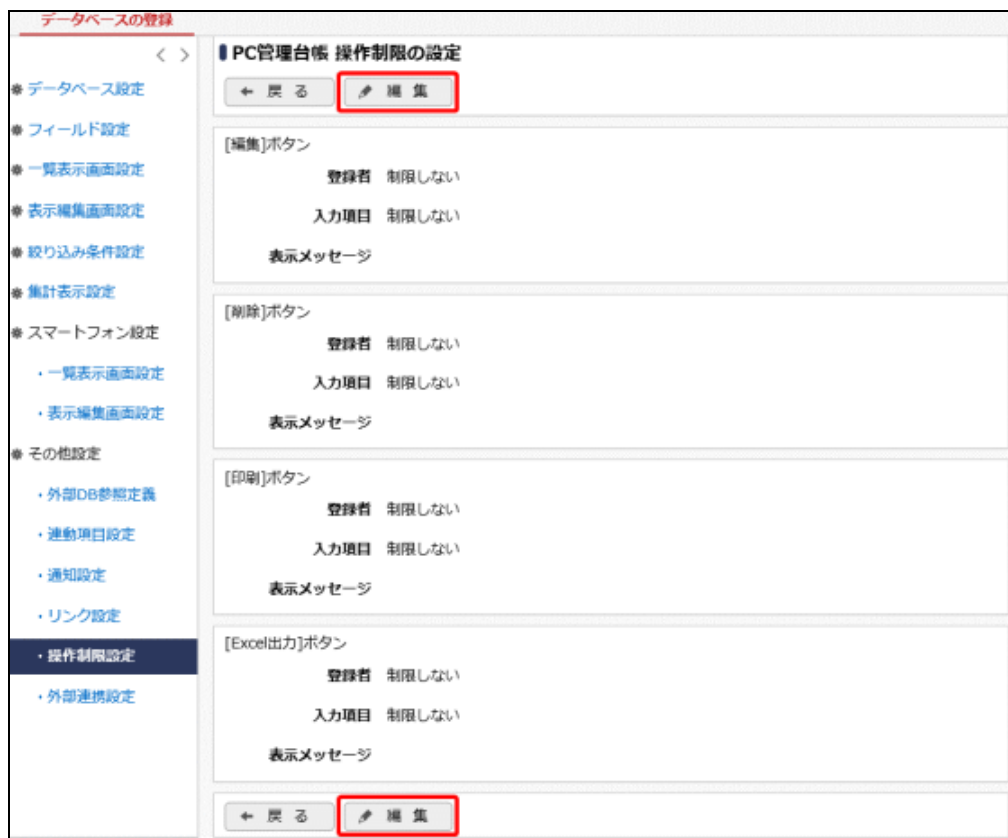 データベースの登録
< >
データベース設定
フィールド設定
一覧表示画面設定
表示編集画面設定
絞り込み条件設定
集計表示設定
スマートフォン設定
・一覧表示画面設定
・表示編集画面設定
その他設定
・外部DB参照定義
・連動項目設定
・通知設定
・リンク設定
・操作制限設定
・外部連携設定
PC管理台帳 操作制限の設定
戻る 編集
[編集]ボタン
登録者 制限しない
入力項目 制限しない
表示メッセージ
[削除]ボタン
登録者 制限しない
入力項目 制限しない
表示メッセージ
[印刷]ボタン
登録者 制限しない
入力項目 制限しない
表示メッセージ
[Excel出力]ボタン
登録者 制限しない
入力項目 制限しない
表示メッセージ
戻る 編集